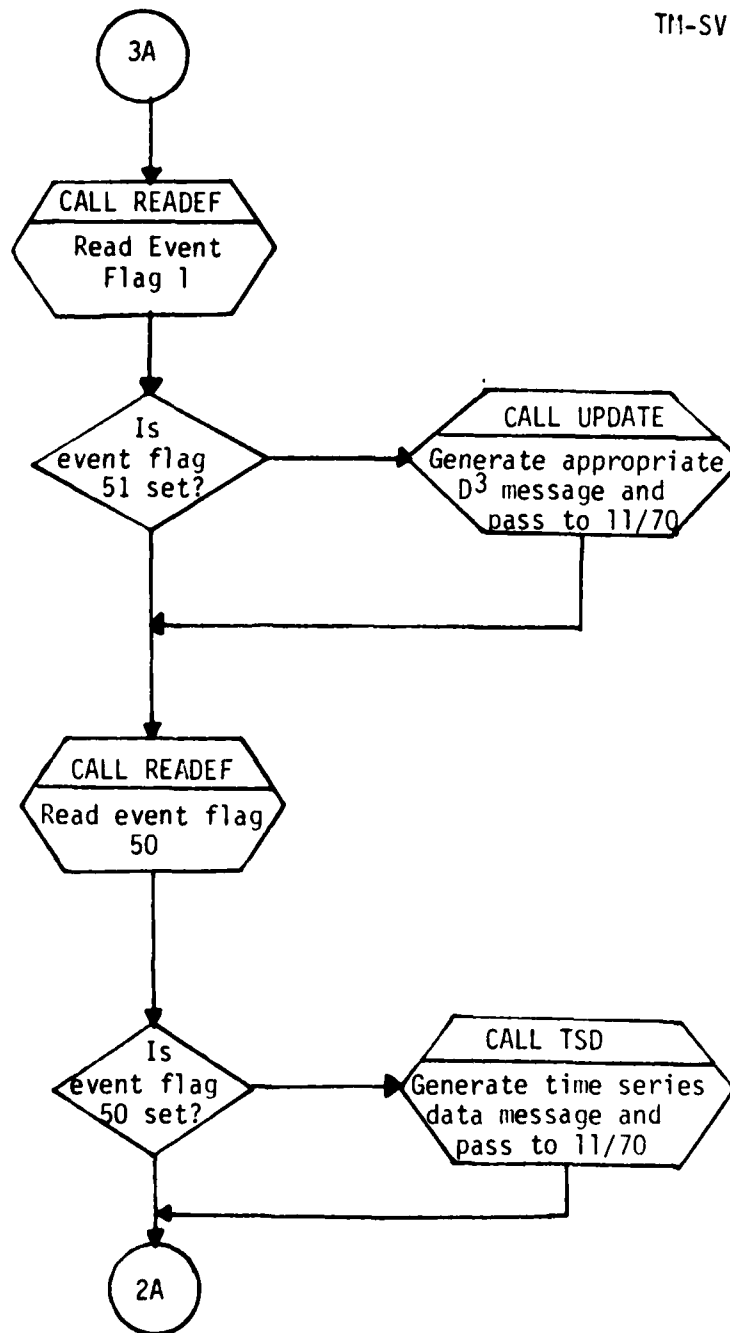 TM-SV
3A
CALL READEF
Read Event
Flag 1
Is
event flag
51 set?
CALL UPDATE
Generate appropriate
D³ message and
pass to 11/70
CALL READEF
Read event flag
50
Is
event flag
50 set?
CALL TSD
Generate time series
data message and
pass to 11/70
2A